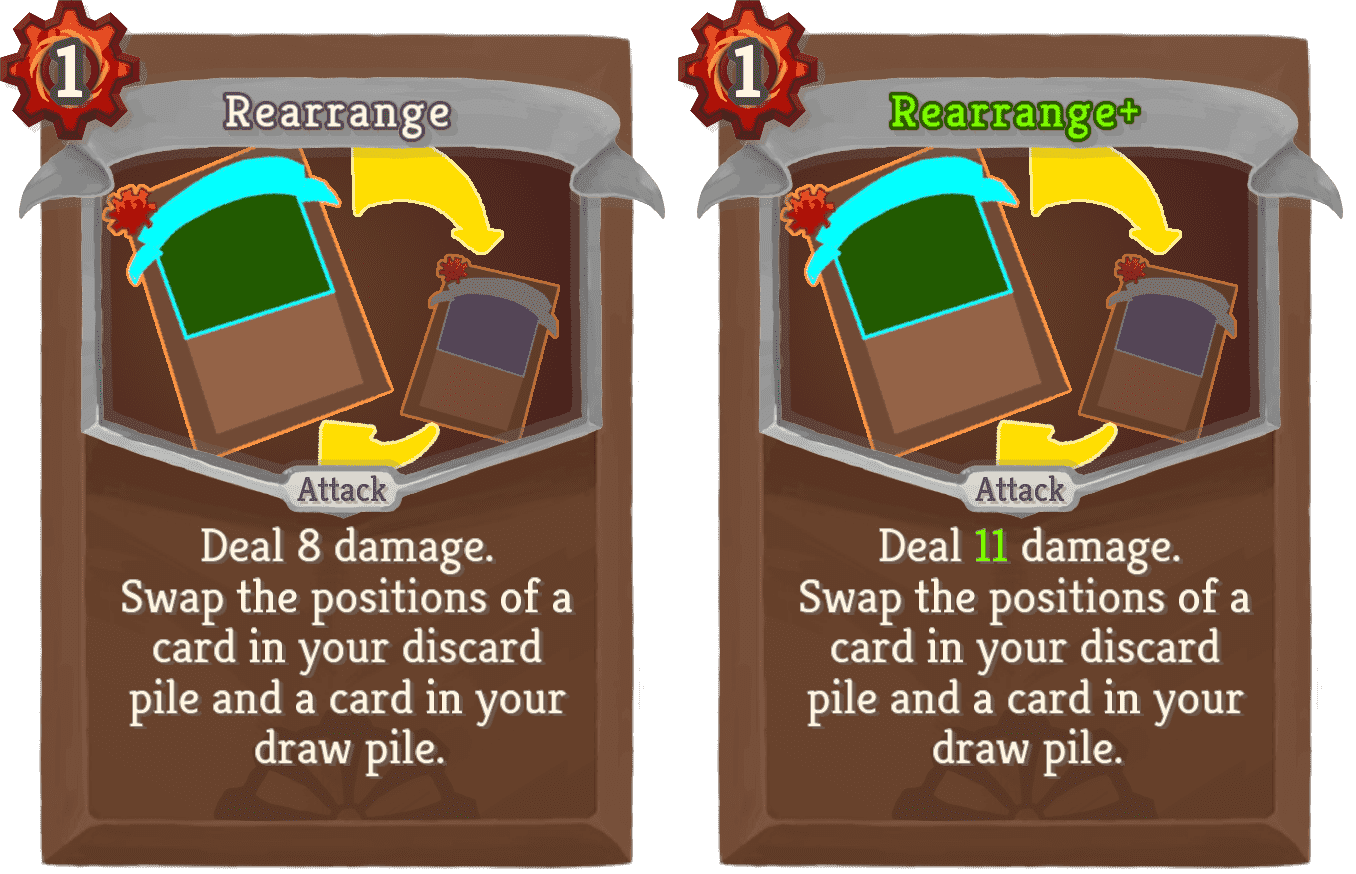 1
Rearrange
Attack
Deal 8 damage.
Swap the positions of a
card in your discard
pile and a card in your
draw pile.
1
Rearrange+
Attack
Deal 11 damage.
Swap the positions of a
card in your discard
pile and a card in your
draw pile.